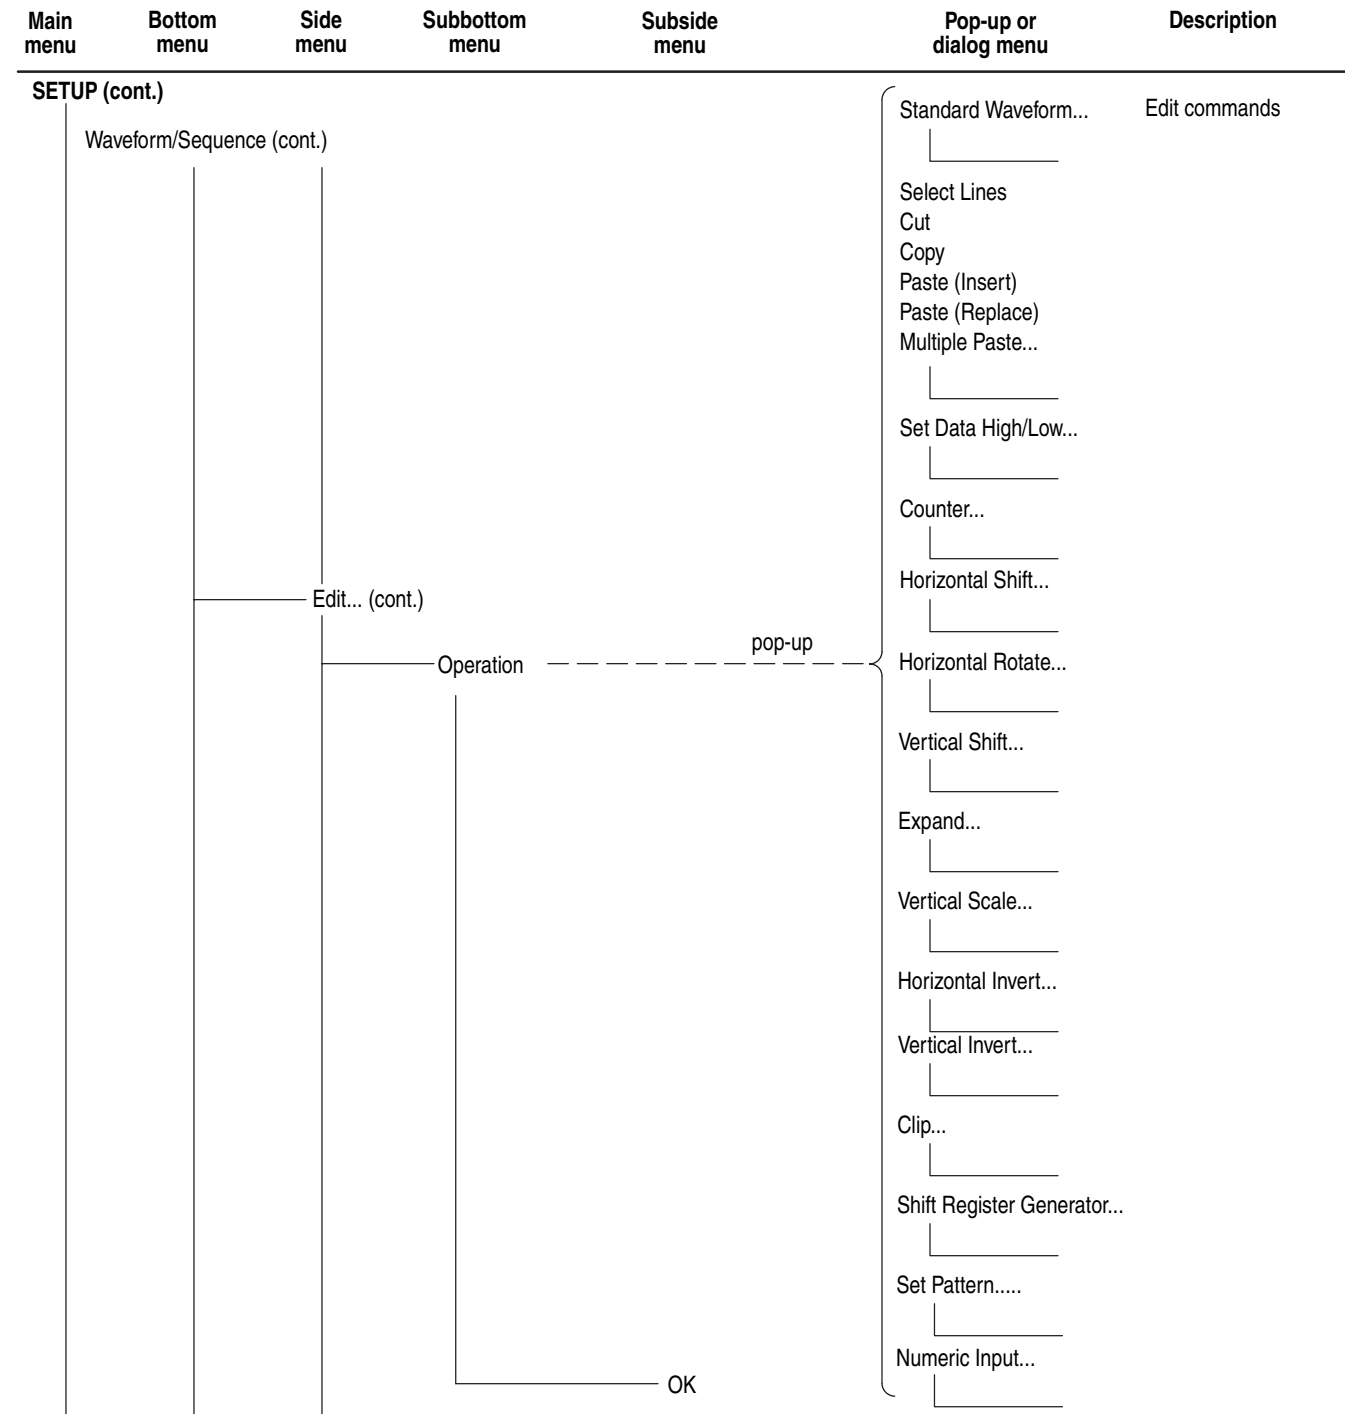 Main menu
Bottom menu
Side menu
Subbottom menu
Subside menu
Pop-up or dialog menu
Description
SETUP (cont.)
Waveform/Sequence (cont.)
Standard Waveform...
Edit commands
Select Lines
Cut
Copy
Paste (Insert)
Paste (Replace)
Multiple Paste...
Set Data High/Low...
Counter...
Horizontal Shift...
Edit... (cont.)
pop-up
Operation
Horizontal Rotate...
Vertical Shift...
Expand...
Vertical Scale...
Horizontal Invert...
Vertical Invert...
Clip...
Shift Register Generator...
Set Pattern.....
Numeric Input...
OK